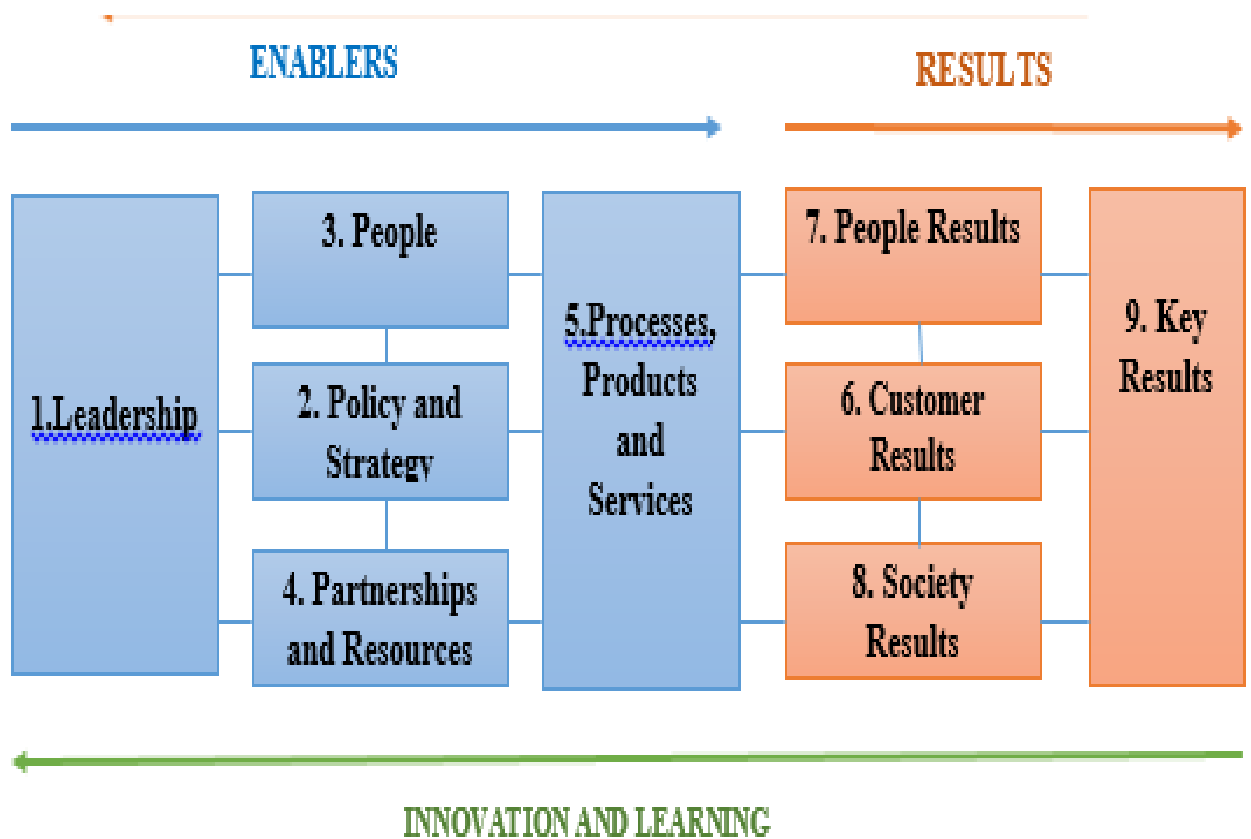 ENABLERS
RESULTS
3. People
7. People Results
1.Leadership
2. Policy and
Strategy
5.Processes,
Products
and
Services
6. Customer
Results
9. Key
Results
4. Partnerships
and Resources
8. Society
Results
INNOVATION AND LEARNING